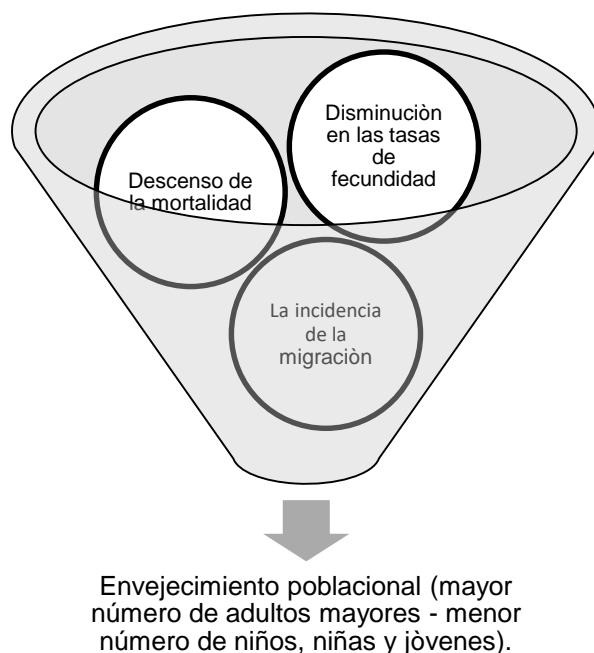 Disminuciòn
en las tasas
de
fecundidad
Descenso de
la mortalidad
La incidencia
de la
migraciòn
Envejecimiento poblacional (mayor
número de adultos mayores - menor
número de niños, niñas y jòvenes).